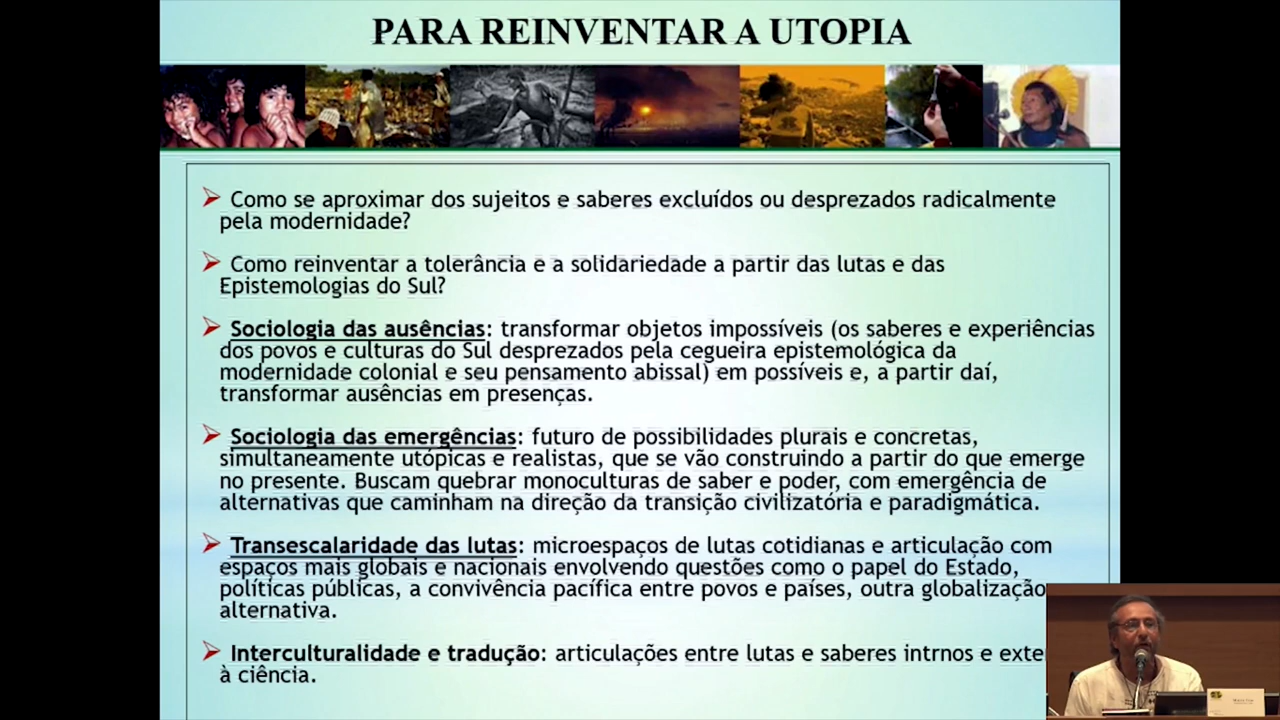 PARA REINVENTAR A UTOPIA
Como se aproximar dos sujeitos e saberes excluídos ou desprezados radicalmente
pela modernidade?
Como reinventar a tolerância e a solidariedade a partir das lutas e das
Epistemologias do Sul?
Sociologia das ausências: transformar objetos impossíveis (os saberes e experiências
dos povos e culturas do Sul desprezados pela cegueira epistemológica da
modernidade colonial e seu pensamento abissal) em possíveis e, a partir daí,
transformar ausências em presenças.
Sociologia das emergências: futuro de possibilidades plurais e concretas,
simultaneamente utópicas e realistas, que se vão construindo a partir do que emerge
no presente. Buscam quebrar monoculturas de saber e poder, com emergência de
alternativas que caminham na direção da transição civilizatória e paradigmática.
Transescalaridade das lutas: microespaços de lutas cotidianas e articulação com
espaços mais globais e nacionais envolvendo questões como o papel do Estado,
políticas públicas, a convivência pacífica entre povos e países, outra globalização
alternativa.
Interculturalidade e tradução: articulações entre lutas e saberes intrnos e exte
à ciência.